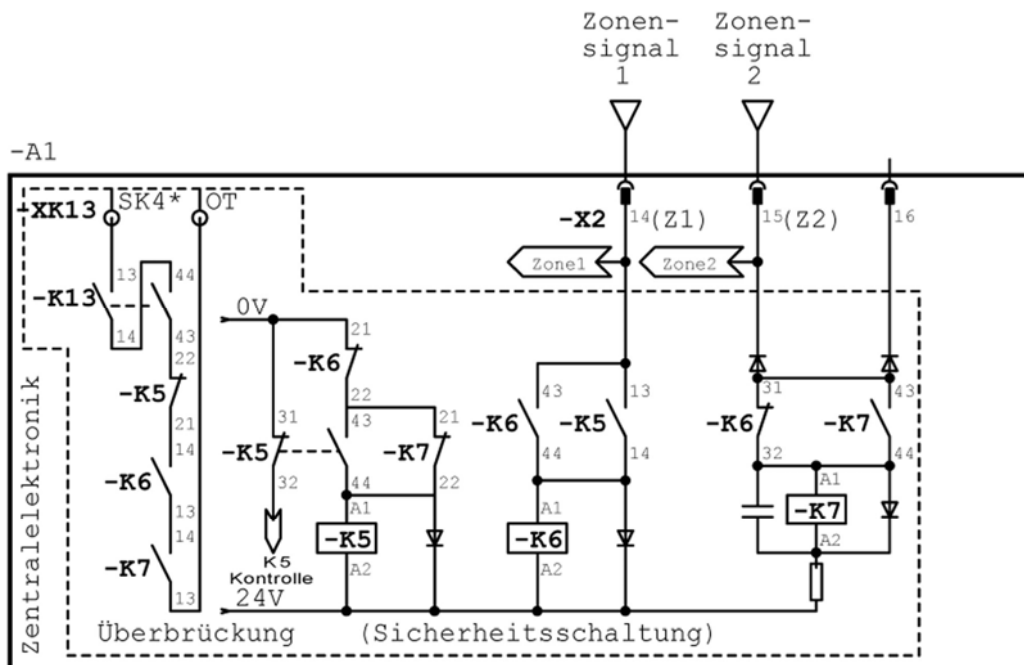 Zonen-
signal
1
Zonen-
signal
2
-A1
-XK13
SK4*
OT
-X2
14(Z1)
15(Z2)
16
Zone1
Zone2
13
44
-K13
14
43
0V
21
22
-K6
-K5
22
21
43
21
31
-K5
-K7
44
22
32
14
-K6
13
14
-K7
13
A1
-K5
A2
K5
Kontrolle
24V
43
13
-K6
-K5
44
14
A1
-K6
A2
31
43
-K6
-K7
32
44
A1
-K7
A2
Überbrückung
(Sicherheitsschaltung)
Zentralelektronik